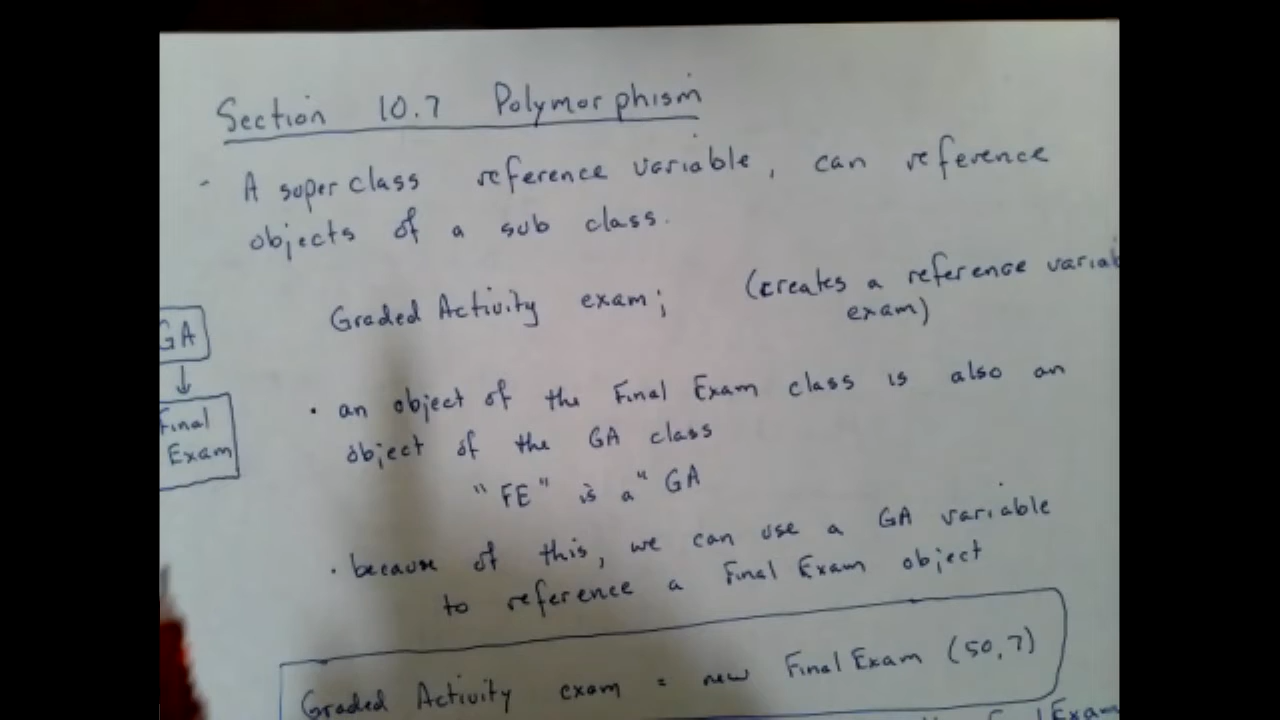 Section 10.7 Polymorphism
- A superclass reference variable, can reference
objects of a sub class.
Graded Activity exam; (creates a reference variab
exam)
GA
Final
Exam
• an object of the Final Exam class is also an
object of the GA class
"FE" is a "GA
• because of this, we can use a GA variable
to reference a Final Exam object
Graded Activity exam = new Final Exam (50,7)
Exam